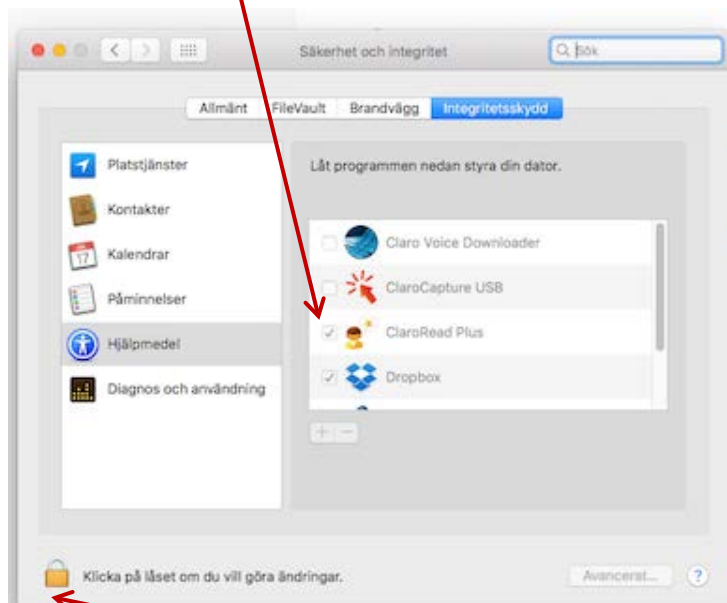 Säkerhet och integritet
Sök
Allmänt FileVault Brandvägg Integritetsskydd
Platstjänster
Kontakter
17
Kalendrar
Påminnelser
Hjälpmedel
Diagnos och användning
Låt programmen nedan styra din dator.
Claro Voice Downloader
ClaroCapture USB
ClaroRead Plus
Dropbox
+ −
Klicka på låset om du vill göra ändringar.
Avancerat... ?